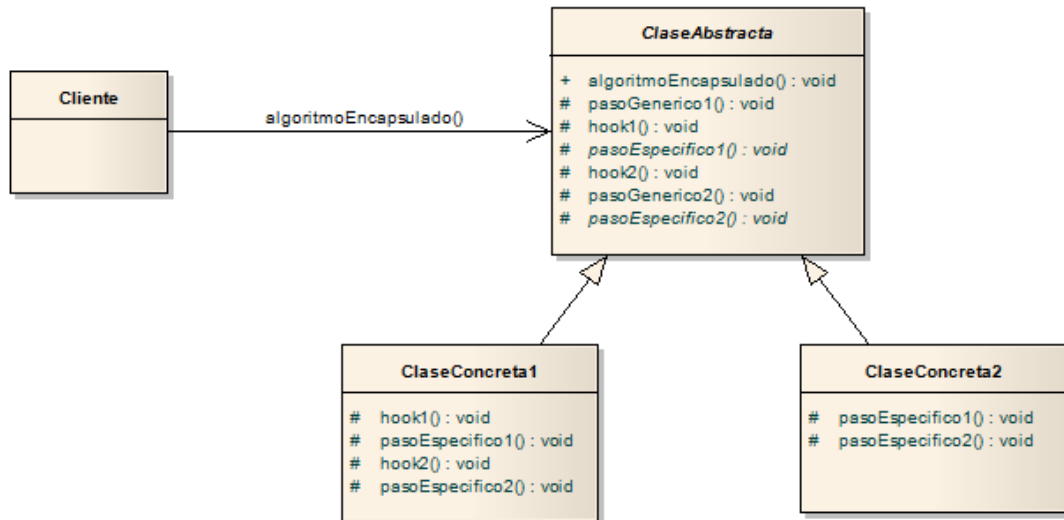 ClaseAbstracta
+ algoritmoEncapsulado() : void
# pasoGenerico1() : void
# hook1() : void
# pasoEspecifico1() : void
# hook2() : void
# pasoGenerico2() : void
# pasoEspecifico2() : void
Cliente
algoritmoEncapsulado()
ClaseConcreta1
# hook1() : void
# pasoEspecifico1() : void
# hook2() : void
# pasoEspecifico2() : void
ClaseConcreta2
# pasoEspecifico1() : void
# pasoEspecifico2() : void